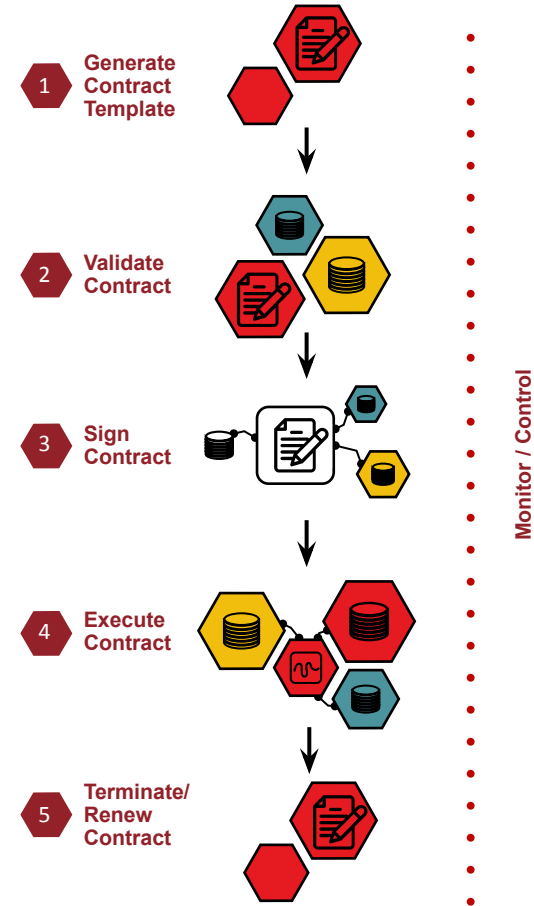 1
Generate
Contract
Template
2
Validate
Contract
3
Sign
Contract
4
Execute
Contract
5
Terminate/
Renew
Contract
Monitor / Control